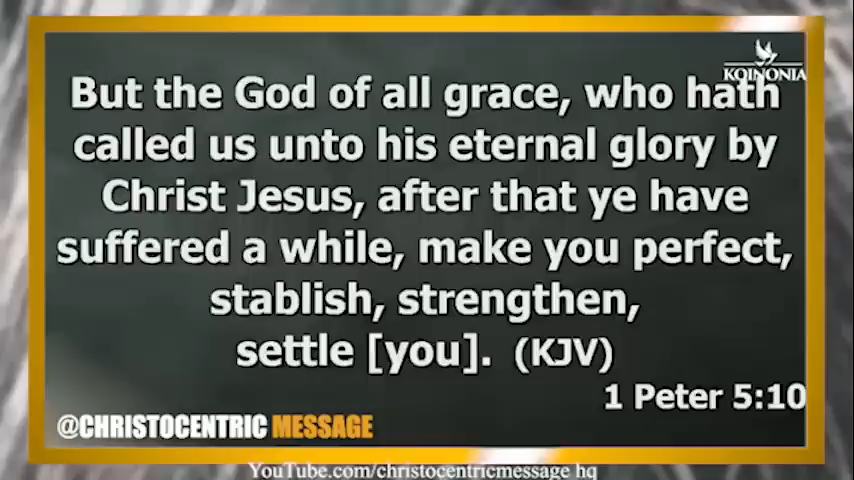 KOINONIA
But the God of all grace, who hath
called us unto his eternal glory by
Christ Jesus, after that ye have
suffered a while, make you perfect,
stablish, strengthen,
settle [you]. (KJV)
1 Peter 5:10
@CHRISTOCENTRIC MESSAGE
YouTube.com/christocentricmessage hq